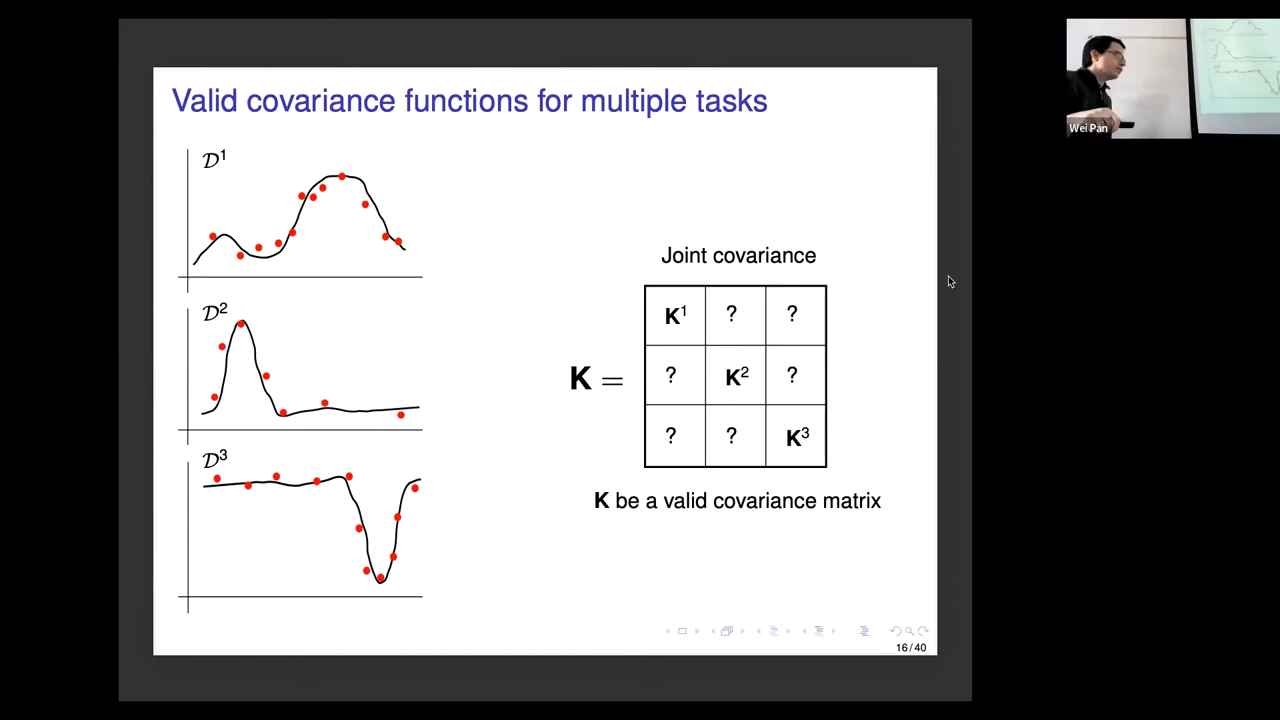 Valid covariance functions for multiple tasks
𝒟¹
𝒟²
𝒟³
Joint covariance
K =
K¹ ? ?
? K² ?
? ? K³
K be a valid covariance matrix
16 / 40
Wei Pan